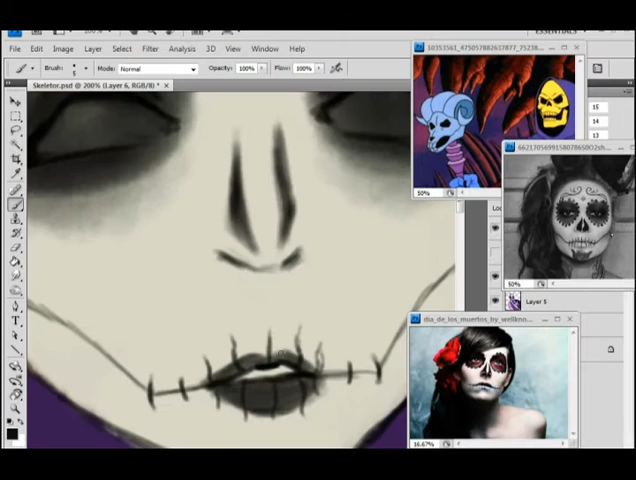 ESSENTIALS
File Edit Image Layer Select Analysis Filter 3D View Window Help
Brush: 5 Mode: Normal Opacity: 100% Flow: 100%
Skeletor.psd @ 200% (Layer 6, RGB/8) *
15
14
13
50%
50%
Layer 5
dia_de_los_muertos_by_wellkno...
16.67%